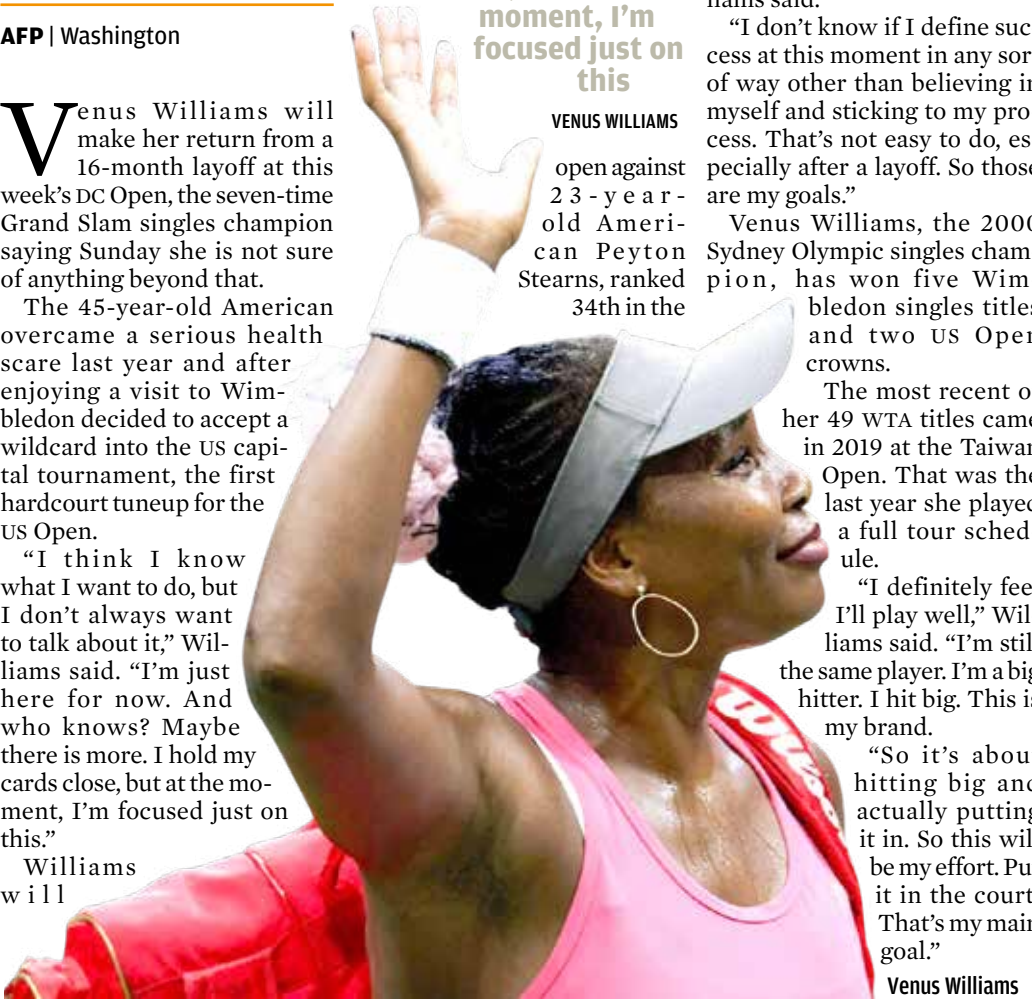 AFP | Washington
Venus Williams will
make her return from a
16-month layoff at this
week's DC Open, the seven-time
Grand Slam singles champion
saying Sunday she is not sure
of anything beyond that.
The 45-year-old American
overcame a serious health
scare last year and after
enjoying a visit to Wim-
bledon decided to accept a
wildcard into the US capi-
tal tournament, the first
hardcourt tuneup for the
US Open.
"I think I know
what I want to do, but
I don't always want
to talk about it," Wil-
liams said. "I'm just
here for now. And
who knows? Maybe
there is more. I hold my
cards close, but at the mo-
ment, I'm focused just on
this."
Williams
will
moment, I'm
focused just on
this
VENUS WILLIAMS
open against
23-year-
old Ameri-
can Peyton
Stearns, ranked
34th in the
said.
"I don't know if I define suc
cess at this moment in any sor
of way other than believing in
myself and sticking to my pro
cess. That's not easy to do, es
pecially after a layoff. So those
are my goals."
Venus Williams, the 2000
Sydney Olympic singles cham
pion, has won five Wim
bledon singles titles
and two US Open
crowns.
The most recent o
her 49 WTA titles came
in 2019 at the Taiwan
Open. That was the
last year she played
a full tour sched
ule.
"I definitely fee
I'll play well," Wil
liams said. "I'm stil
the same player. I'm a big
hitter. I hit big. This is
my brand.
"So it's abou
hitting big and
actually putting
it in. So this wil
be my effort. Pu
it in the court
That's my main
goal."
Venus Williams
Wilson